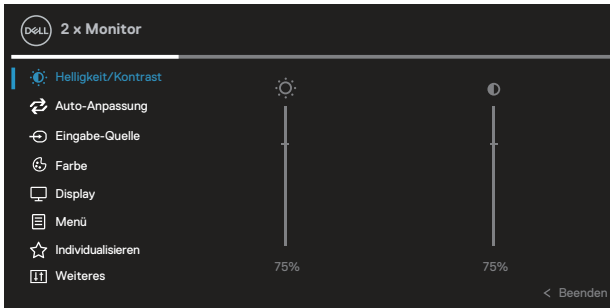 DELL 2 x Monitor
Helligkeit/Kontrast
Auto-Anpassung
Eingabe-Quelle
Farbe
Display
Menü
Individualisieren
Weiteres
75% 75%
< Beenden